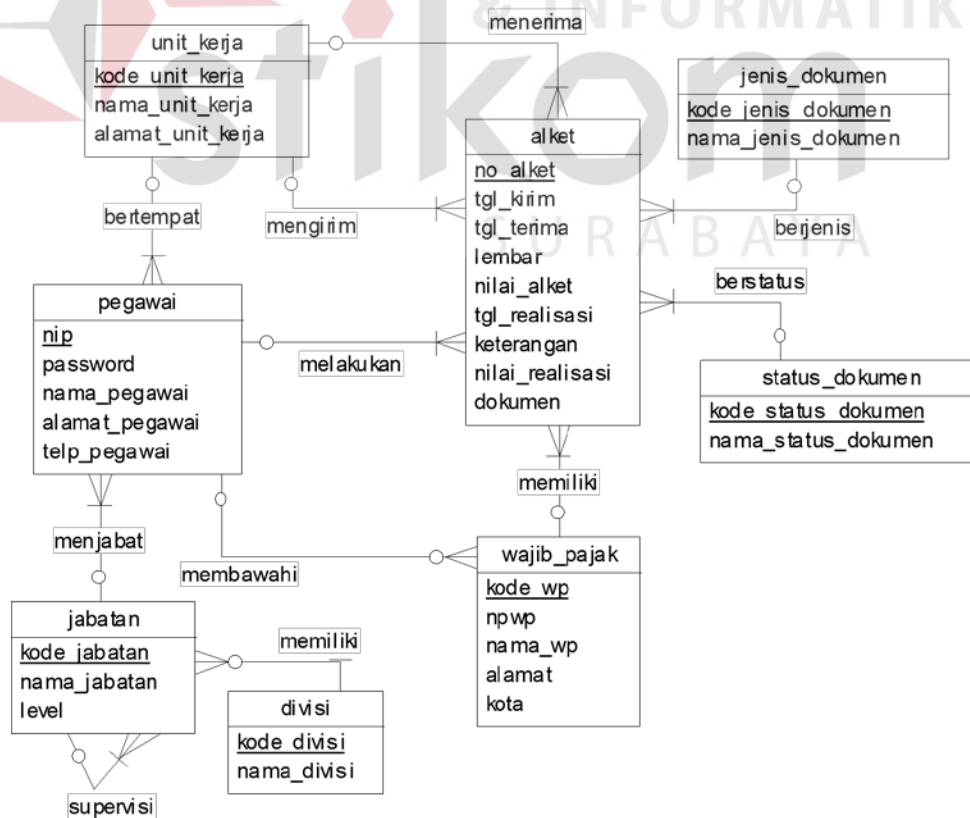 & INFORMATIK
stikom
SURABAYA
menerima
unit_kerja
kode_unit_kerja
nama_unit_kerja
alamat_unit_kerja
jenis_dokumen
kode_jenis_dokumen
nama_jenis_dokumen
alket
no_alket
tgl_kirim
tgl_terima
lembar
nilai_alket
tgl_realisasi
keterangan
nilai_realisasi
dokumen
bertempat
mengirim
berjenis
berstatus
pegawai
nip
password
nama_pegawai
alamat_pegawai
telp_pegawai
melakukan
status_dokumen
kode_status_dokumen
nama_status_dokumen
memiliki
menjabat
membawahi
wajib_pajak
kode_wp
npwp
nama_wp
alamat
kota
jabatan
kode_jabatan
nama_jabatan
level
memiliki
divisi
kode_divisi
nama_divisi
supervisi